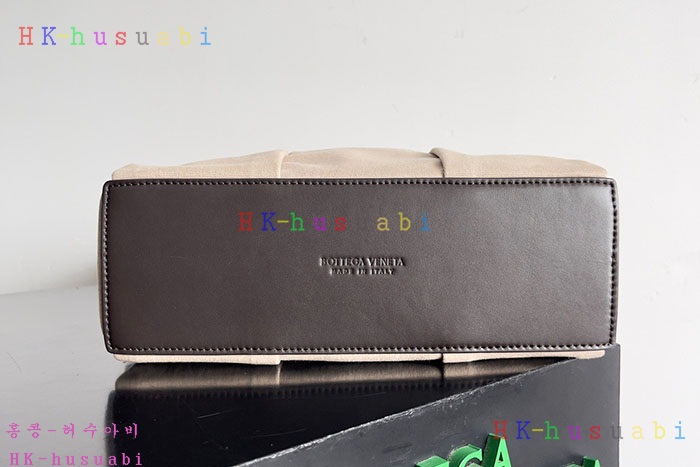 HK-husuabi
HK-hus abi
BOTTEGA VENETA
MADE IN ITALY
HK-husuabi
홍콩-허수아비
HK-husuabi